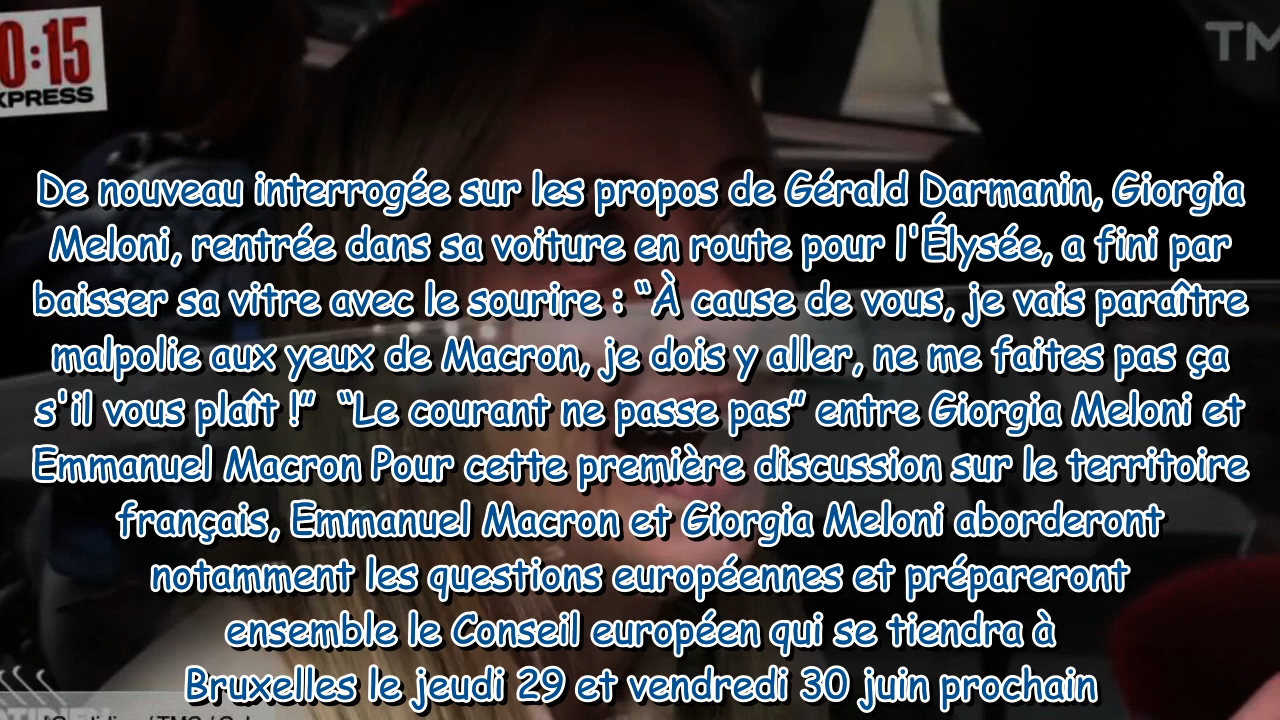 0:15
XPRESS
TM
De nouveau interrogée sur les propos de Gérald Darmanin, Giorgia
Meloni, rentrée dans sa voiture en route pour l'Élysée, a fini par
baisser sa vitre avec le sourire : “À cause de vous, je vais paraître
malpolie aux yeux de Macron, je dois y aller, ne me faites pas ça
s'il vous plaît !” “Le courant ne passe pas” entre Giorgia Meloni et
Emmanuel Macron Pour cette première discussion sur le territoire
français, Emmanuel Macron et Giorgia Meloni aborderont
notamment les questions européennes et prépareront
ensemble le Conseil européen qui se tiendra à
Bruxelles le jeudi 29 et vendredi 30 juin prochain